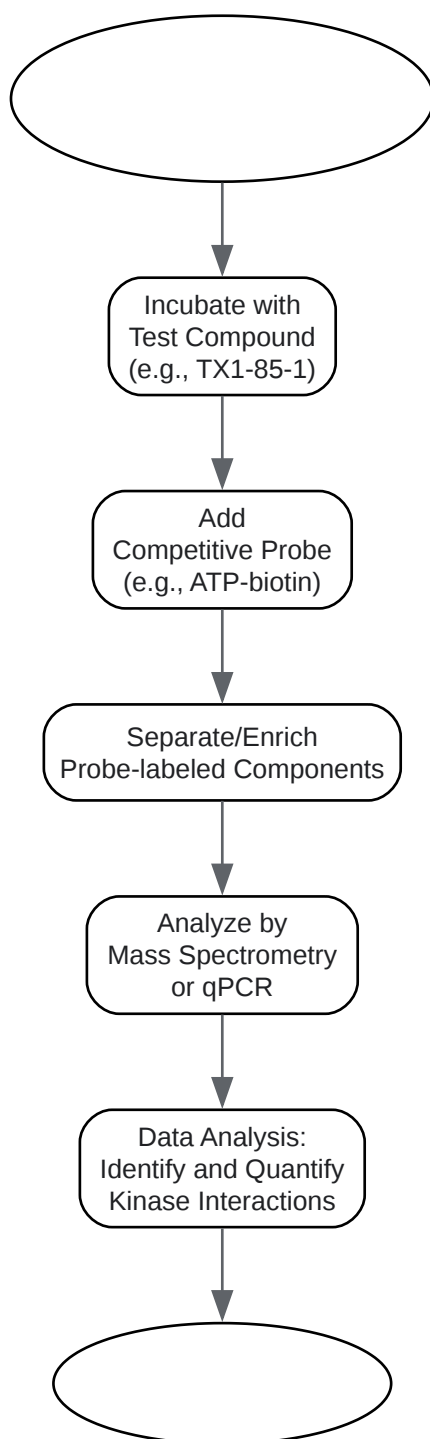 Incubate with
Test Compound
(e.g., TX1-85-1)
Add
Competitive Probe
(e.g., ATP-biotin)
Separate/Enrich
Probe-labeled Components
Analyze by
Mass Spectrometry
or qPCR
Data Analysis:
Identify and Quantify
Kinase Interactions